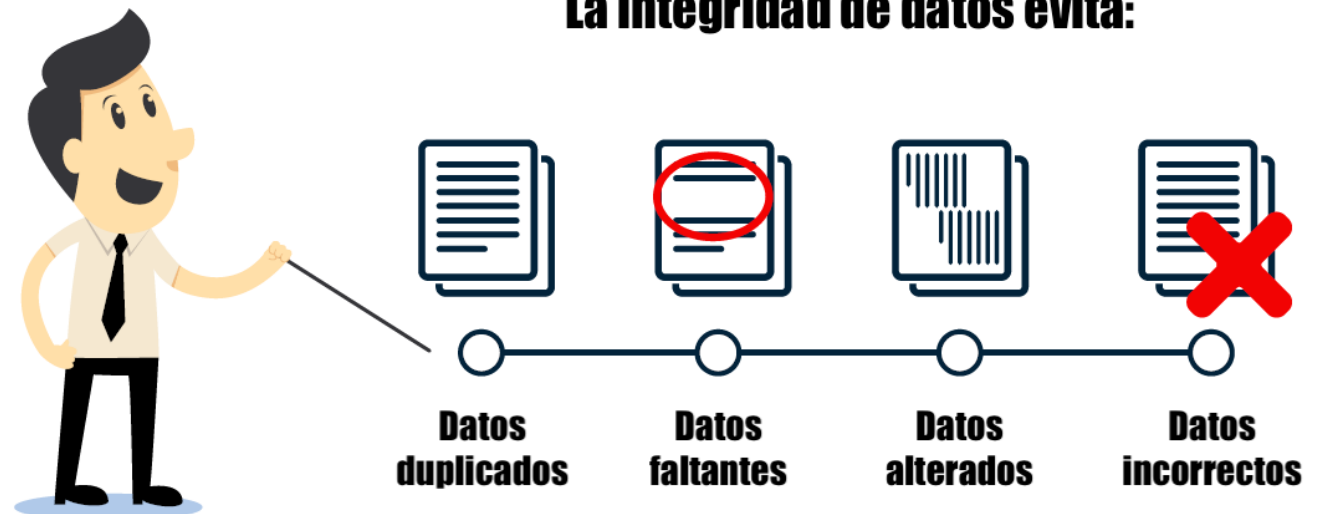 La integridad de datos evita:
Datos
duplicados
Datos
faltantes
Datos
alterados
Datos
incorrectos